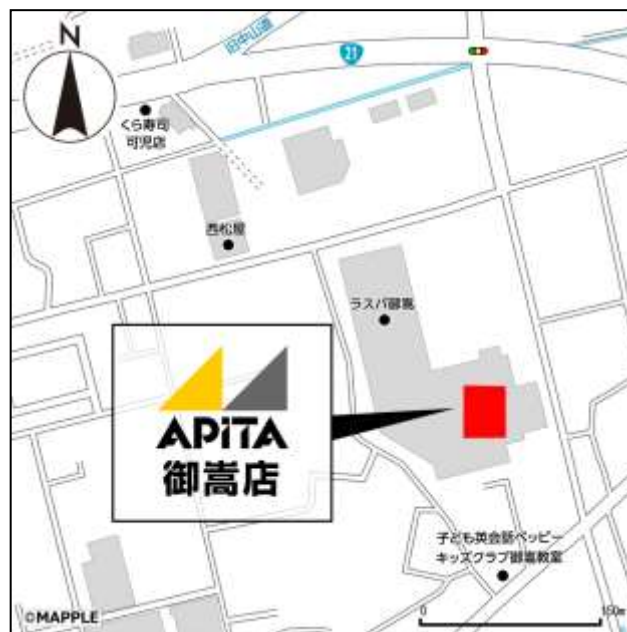 N
旧中山道
21
くら寿司
可児店
西松屋
ラスパ御嵩
APiTA
御嵩店
子ども英会話ペッピー
キッズクラブ御嵩教室
©MAPPLE
0 150m